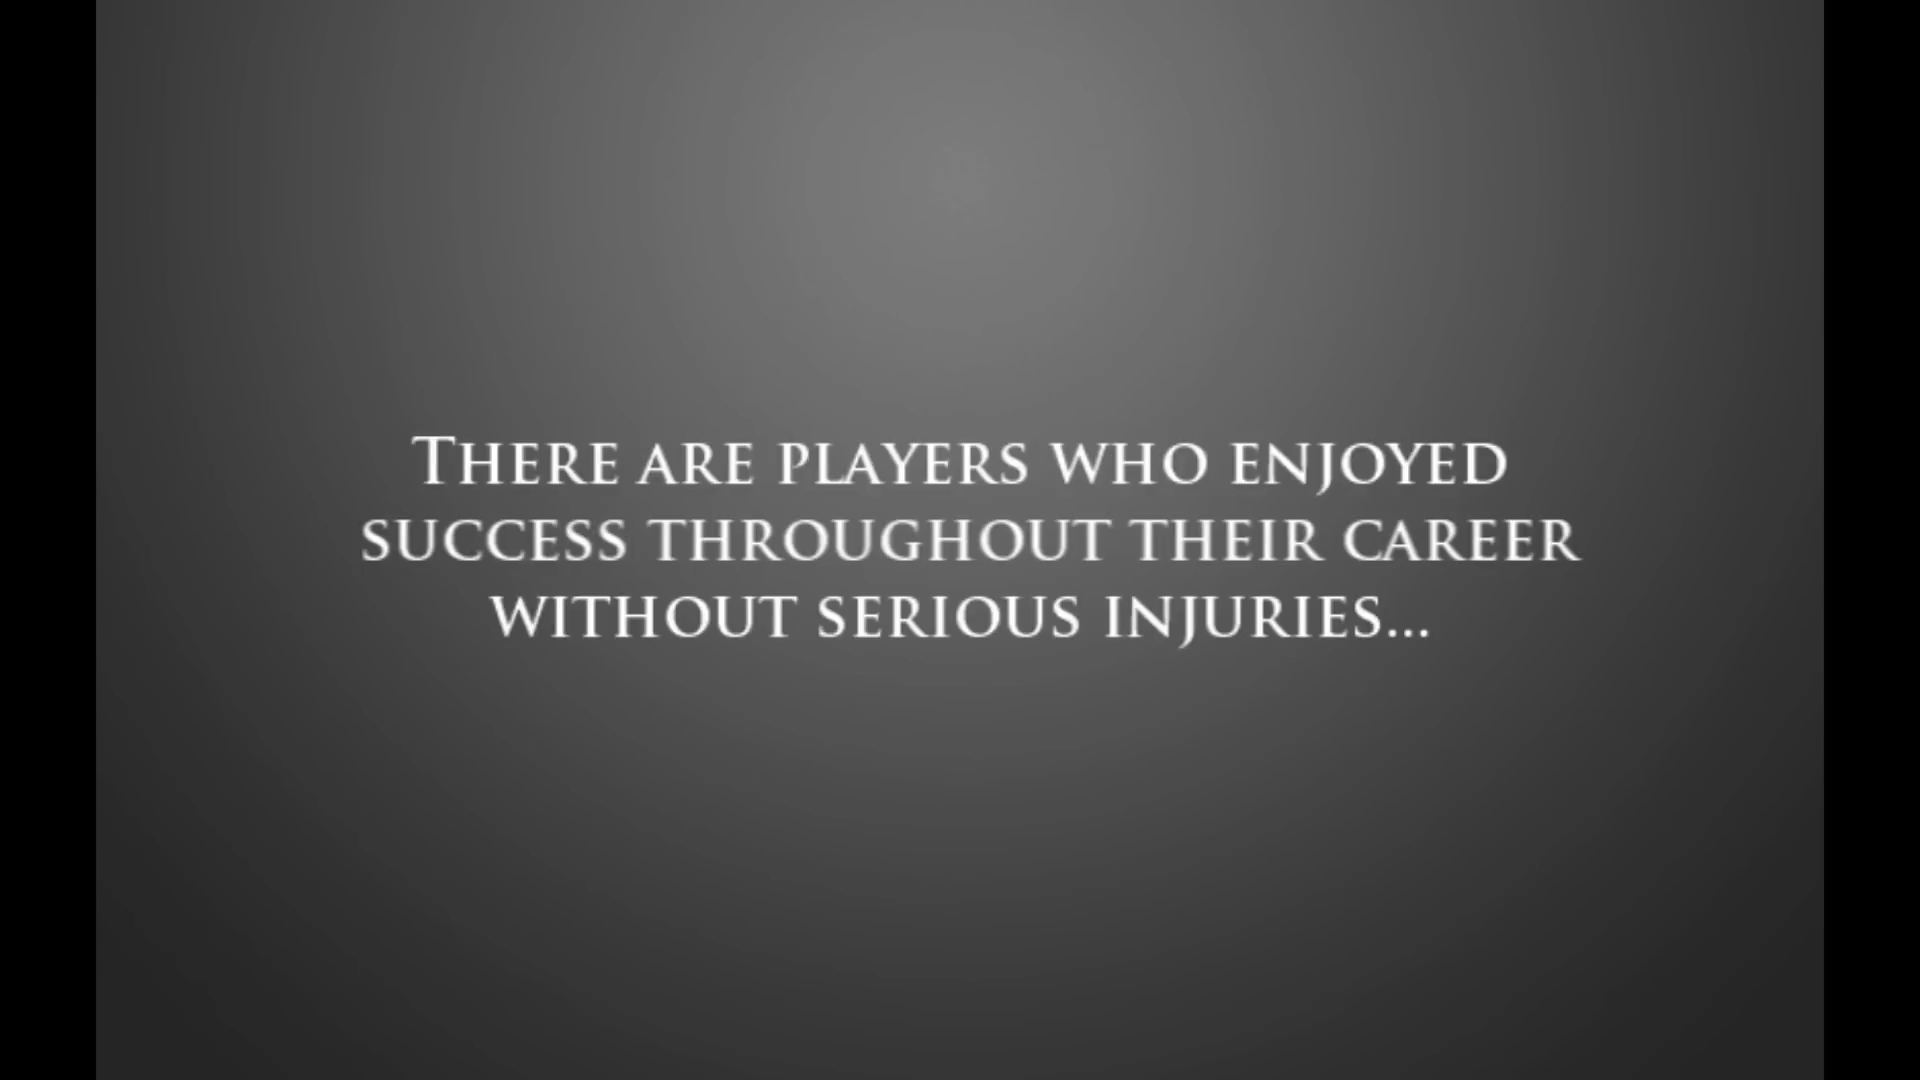 There are players who enjoyed
success throughout their career
without serious injuries...